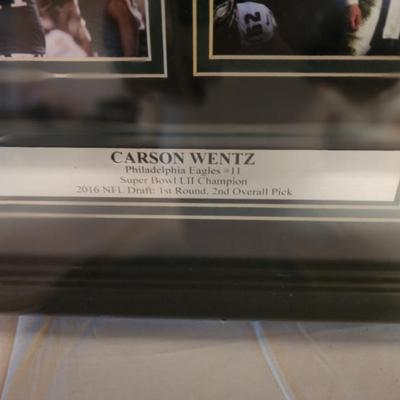 CARSON WENTZ
Philadelphia Eagles #11
Super Bowl LII Champion
2016 NFL Draft: 1st Round, 2nd Overall Pick